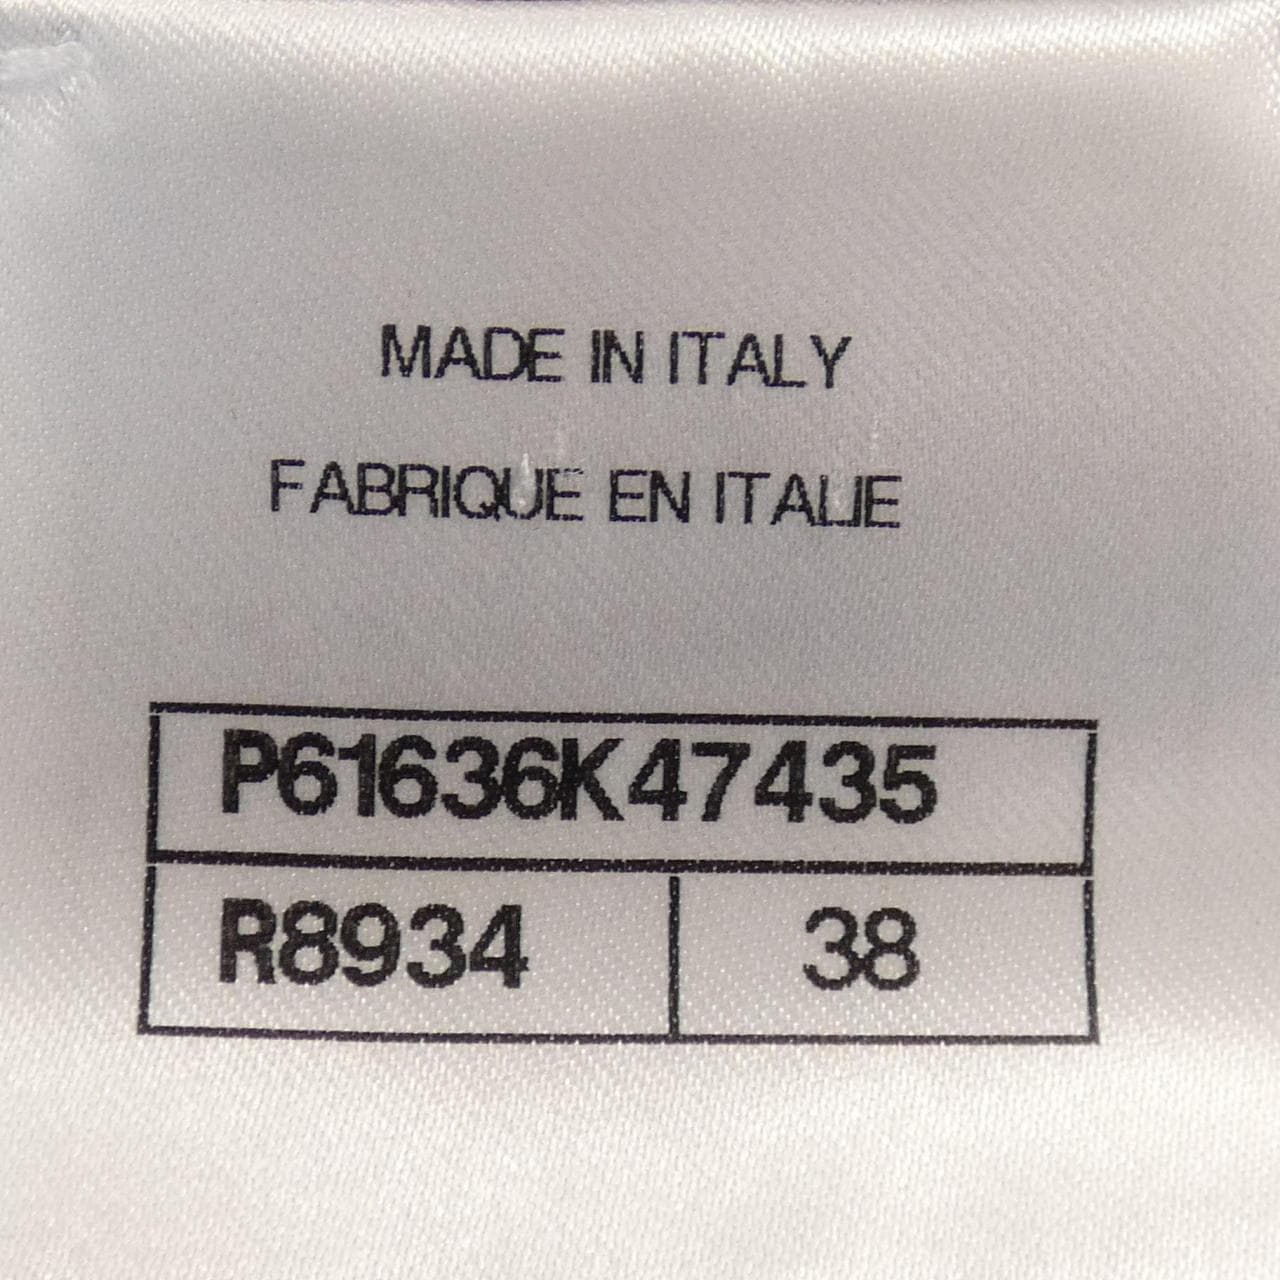 MADE IN ITALY
FABRIQUE EN ITALIE
P61636K47435
R8934 38